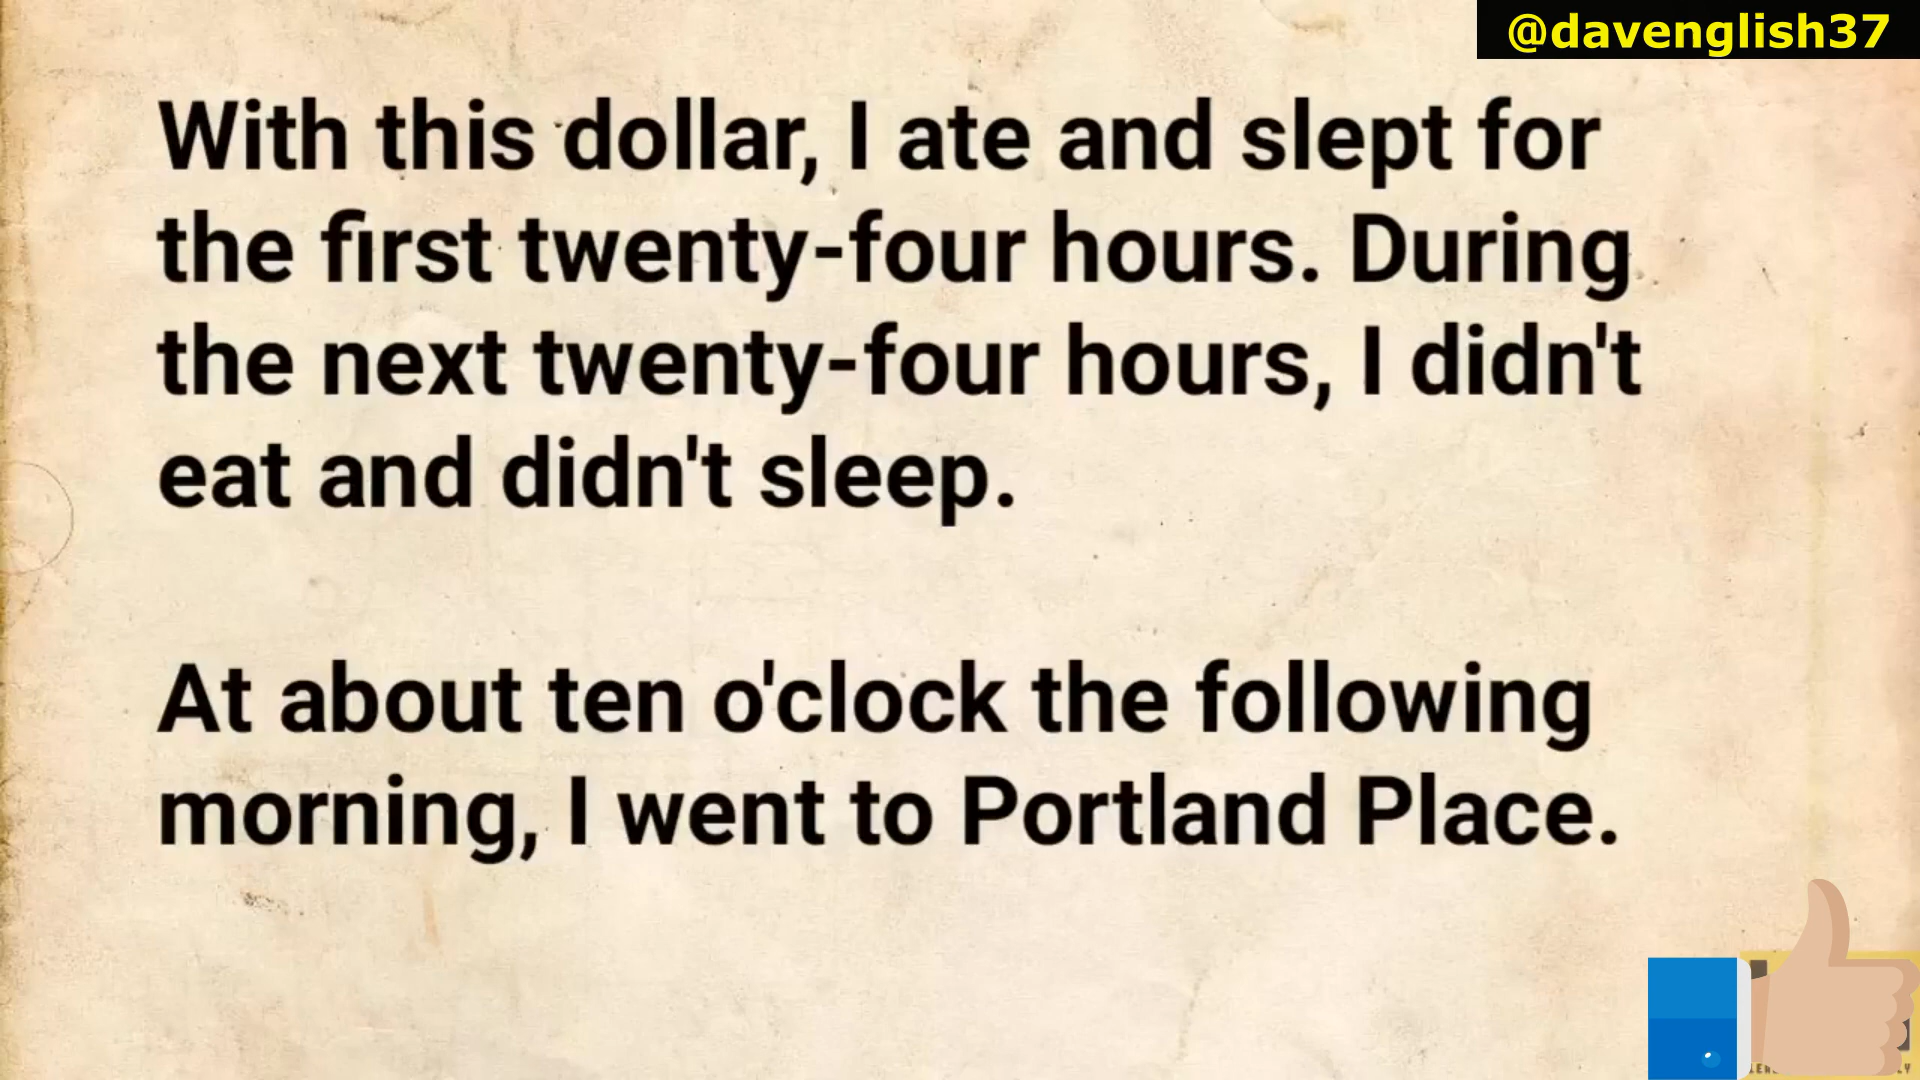 @davenglish37
With this dollar, I ate and slept for
the first twenty-four hours. During
the next twenty-four hours, I didn't
eat and didn't sleep.
At about ten o'clock the following
morning, I went to Portland Place.